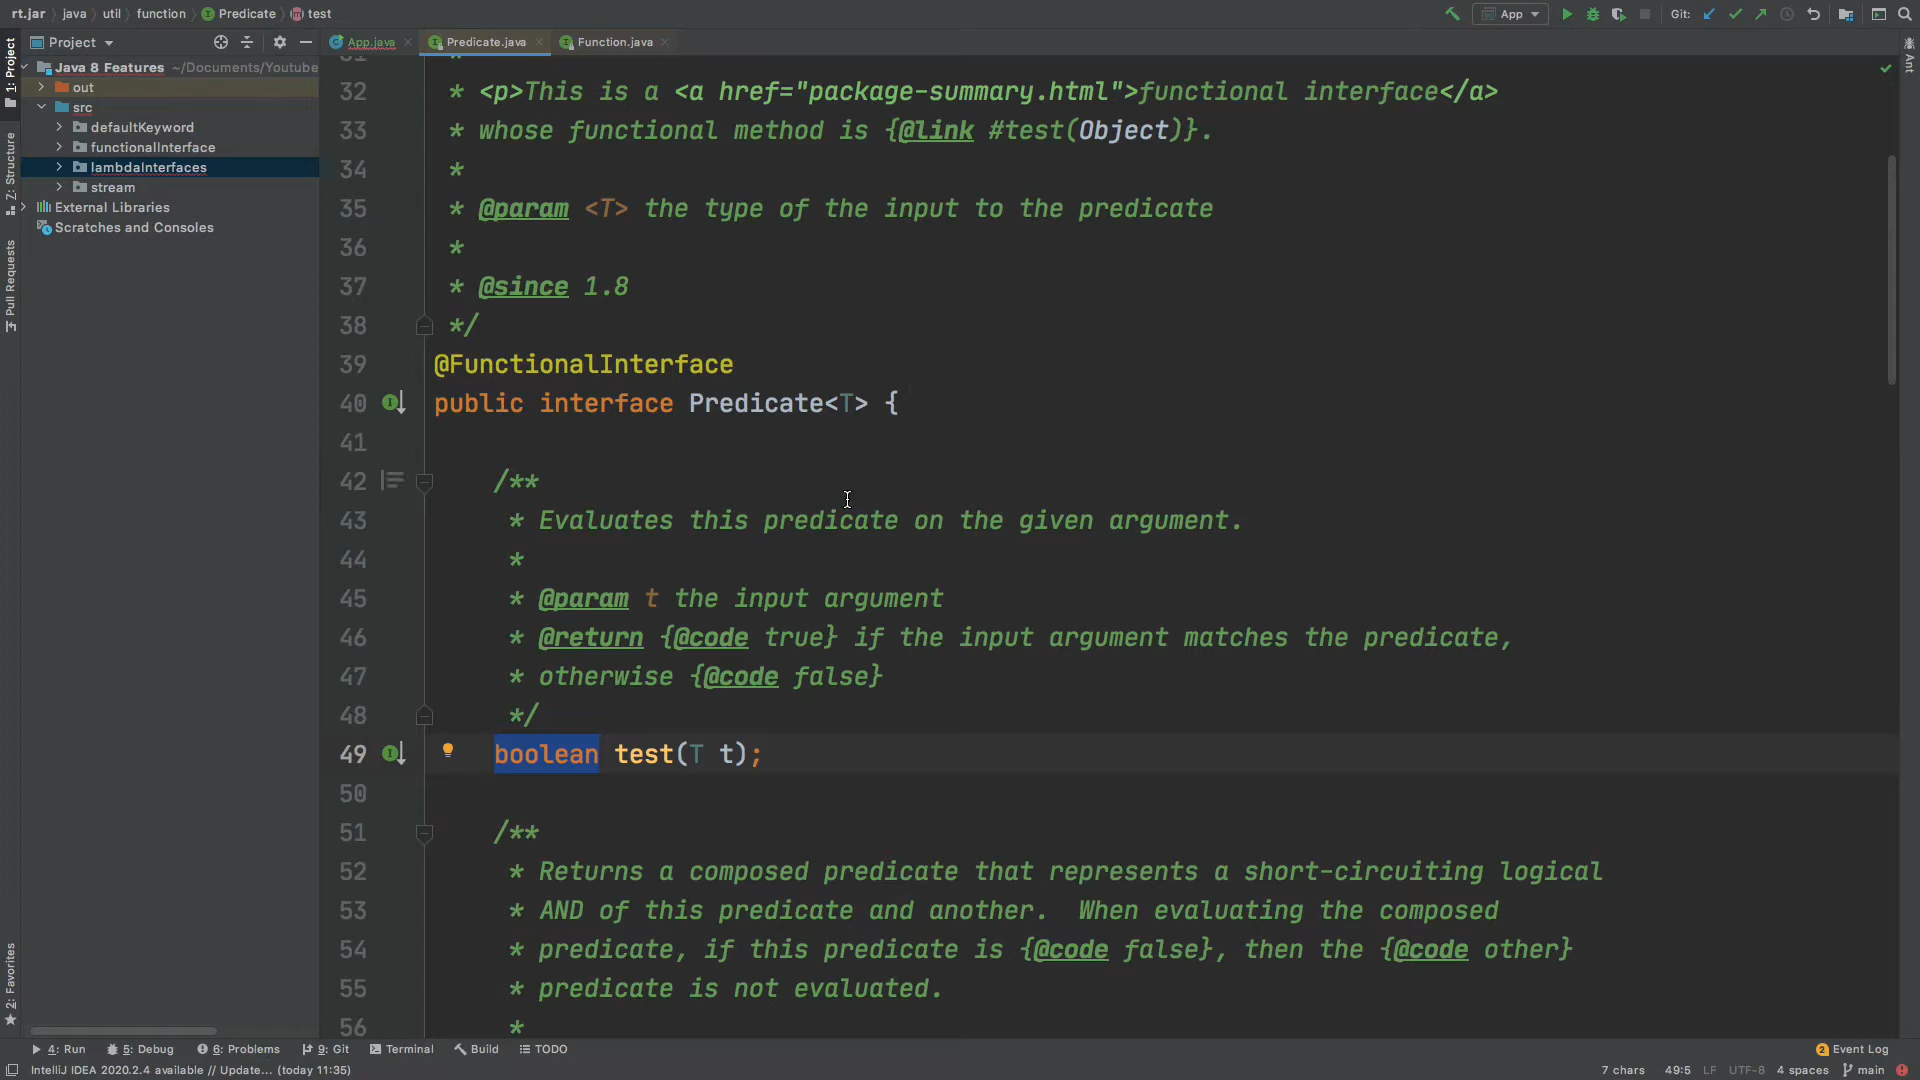 rt.jar java util function Predicate test
App Git:
Project
App.java Predicate.java Function.java
1: Project
Z: Structure
Pull Requests
2: Favorites
Ant
Java 8 Features ~/Documents/Youtube
out
src
defaultKeyword
functionalInterface
lambdaInterfaces
stream
External Libraries
Scratches and Consoles
31 *
32 * <p>This is a <a href="package-summary.html">functional interface</a>
33 * whose functional method is {@link #test(Object)}.
34 *
35 * @param <T> the type of the input to the predicate
36 *
37 * @since 1.8
38 */
39 @FunctionalInterface
40 public interface Predicate<T> {
41
42 /**
43 * Evaluates this predicate on the given argument.
44 *
45 * @param t the input argument
46 * @return {@code true} if the input argument matches the predicate,
47 * otherwise {@code false}
48 */
49 boolean test(T t);
50
51 /**
52 * Returns a composed predicate that represents a short-circuiting logical
53 * AND of this predicate and another.  When evaluating the composed
54 * predicate, if this predicate is {@code false}, then the {@code other}
55 * predicate is not evaluated.
56 *
4: Run 5: Debug 6: Problems 9: Git Terminal Build TODO 2 Event Log
IntelliJ IDEA 2020.2.4 available // Update... (today 11:35) 7 chars 49:5 LF UTF-8 4 spaces main